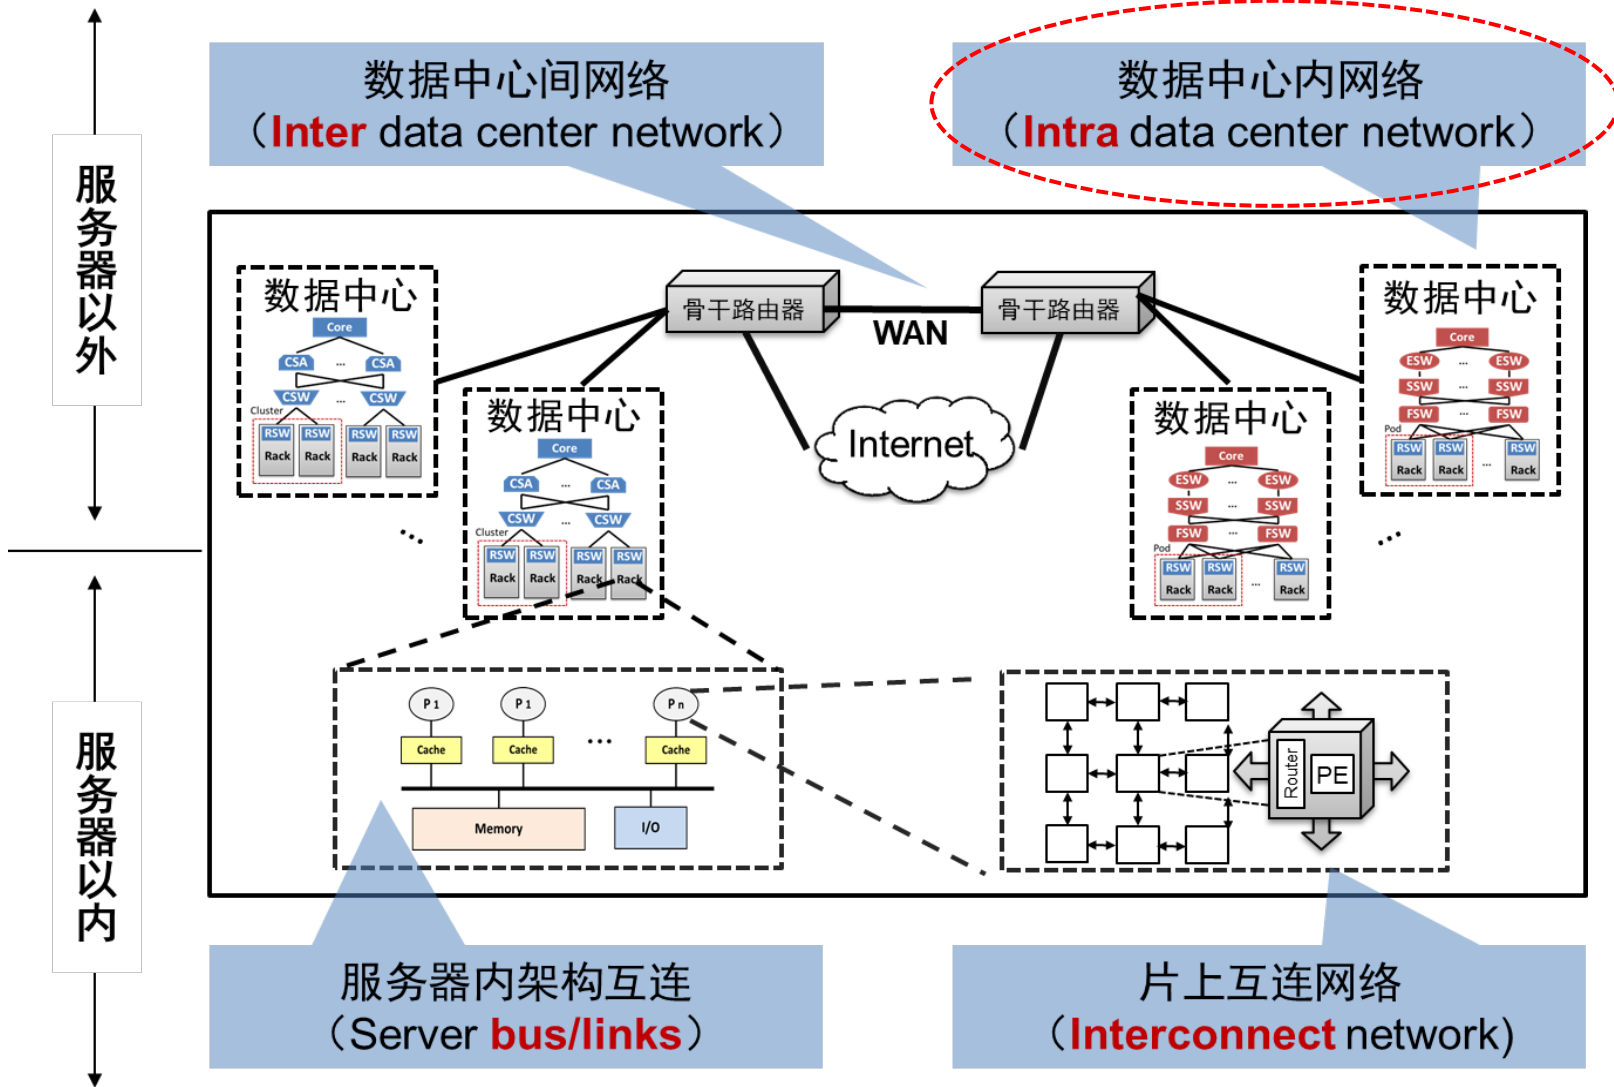 数据中心间网络
（Inter data center network）
数据中心内网络
（Intra data center network）
服务器以外
数据中心
Core
CSA
...
CSA
CSW
...
CSW
Cluster
RSW
RSW
RSW
RSW
Rack
Rack
Rack
Rack
骨干路由器
WAN
骨干路由器
数据中心
Core
ESW
...
ESW
SSW
...
SSW
FSW
...
FSW
Pod
RSW
RSW
RSW
Rack
Rack
...
Rack
数据中心
Core
CSA
...
CSA
CSW
...
CSW
Cluster
RSW
RSW
RSW
RSW
Rack
Rack
Rack
Rack
Internet
数据中心
Core
ESW
...
ESW
SSW
...
SSW
FSW
...
FSW
Pod
RSW
RSW
RSW
Rack
Rack
...
Rack
...
...
服务器以内
P 1
P 1
...
P n
Cache
Cache
Cache
Memory
I/O
Router
PE
服务器内架构互连
（Server bus/links）
片上互连网络
（Interconnect network)